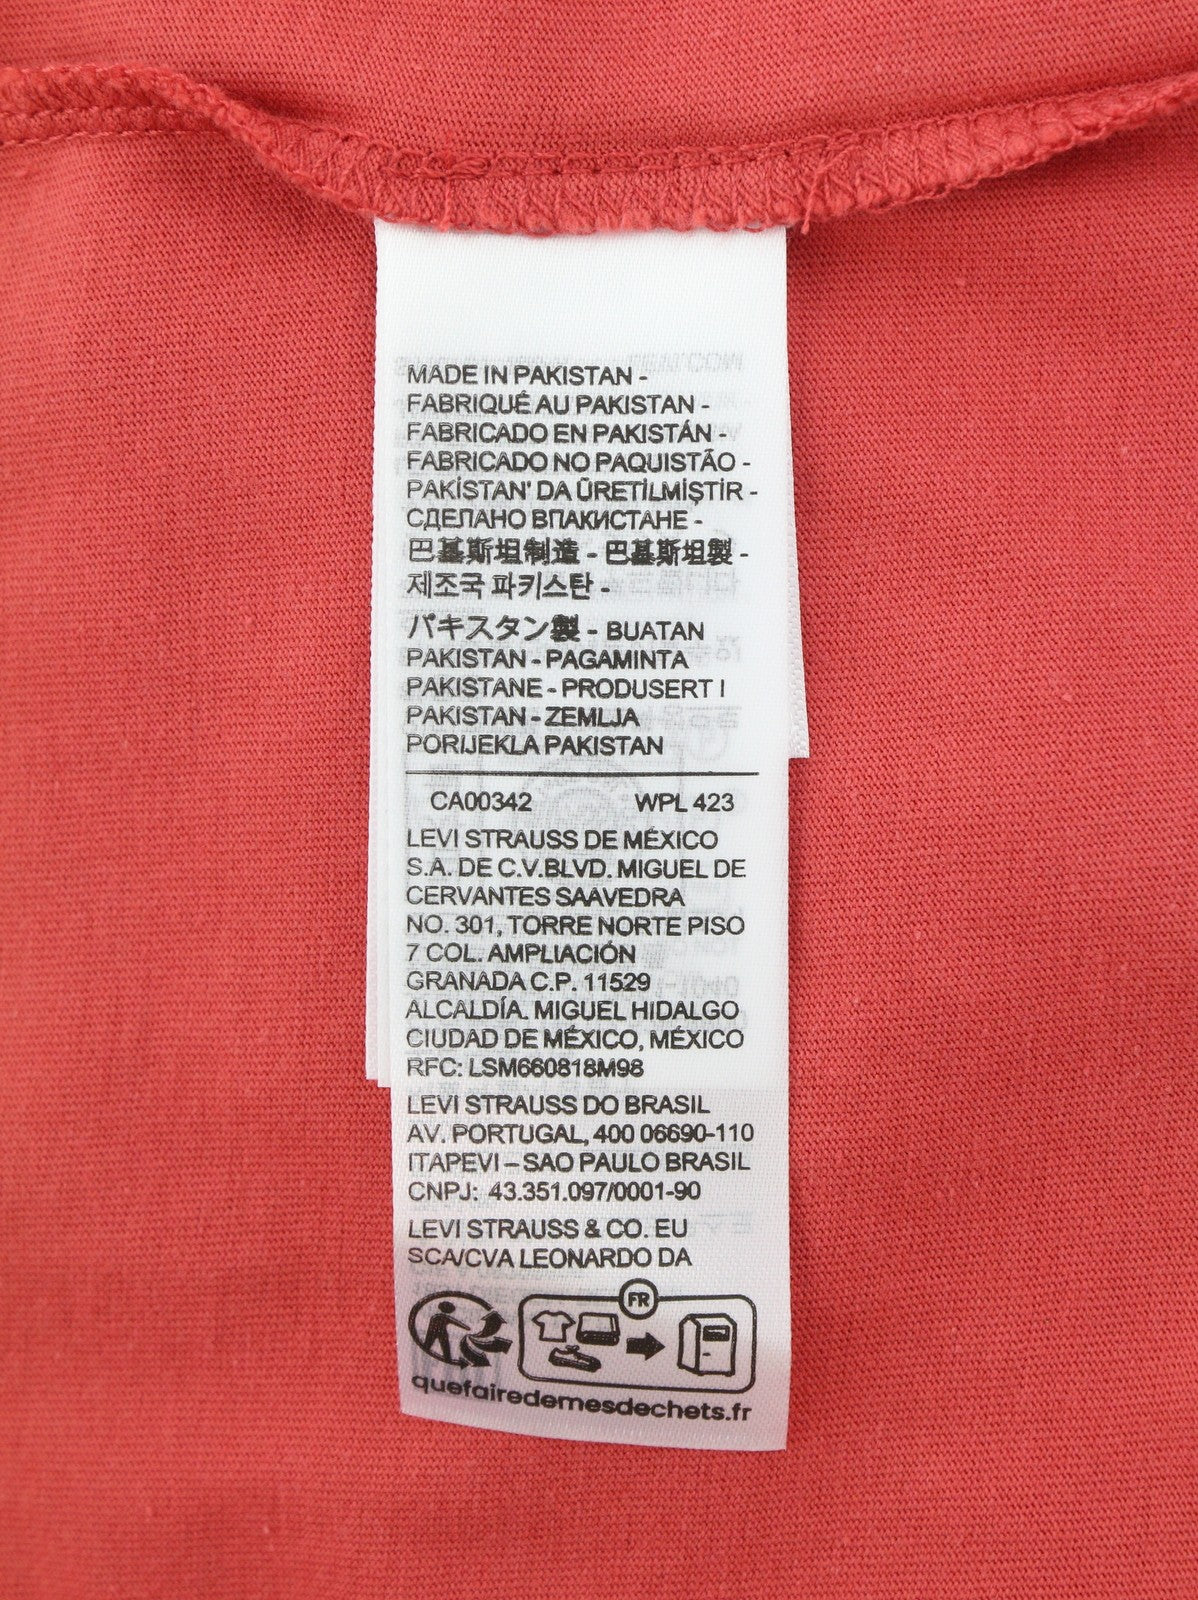 MADE IN PAKISTAN -
FABRIQUÉ AU PAKISTAN -
FABRICADO EN PAKISTÁN -
FABRICADO NO PAQUISTÃO -
PAKİSTAN' DA ÜRETİLMİŞTİR -
СДЕЛАНО ВПАКИСТАНЕ -
巴基斯坦制造 - 巴基斯坦製 -
제조국 파키스탄 -
パキスタン製 - BUATAN
PAKISTAN - PAGAMINTA
PAKISTANE - PRODUSERT I
PAKISTAN - ZEMLJA
PORIJEKLA PAKISTAN
CA00342 WPL 423
LEVI STRAUSS DE MÉXICO
S.A. DE C.V.BLVD. MIGUEL DE
CERVANTES SAAVEDRA
NO. 301, TORRE NORTE PISO
7 COL. AMPLIACIÓN
GRANADA C.P. 11529
ALCALDÍA. MIGUEL HIDALGO
CIUDAD DE MÉXICO, MÉXICO
RFC: LSM660818M98
LEVI STRAUSS DO BRASIL
AV. PORTUGAL, 400 06690-110
ITAPEVI – SAO PAULO BRASIL
CNPJ: 43.351.097/0001-90
LEVI STRAUSS & CO. EU
SCA/CVA LEONARDO DA
FR
quefairedemesdechets.fr